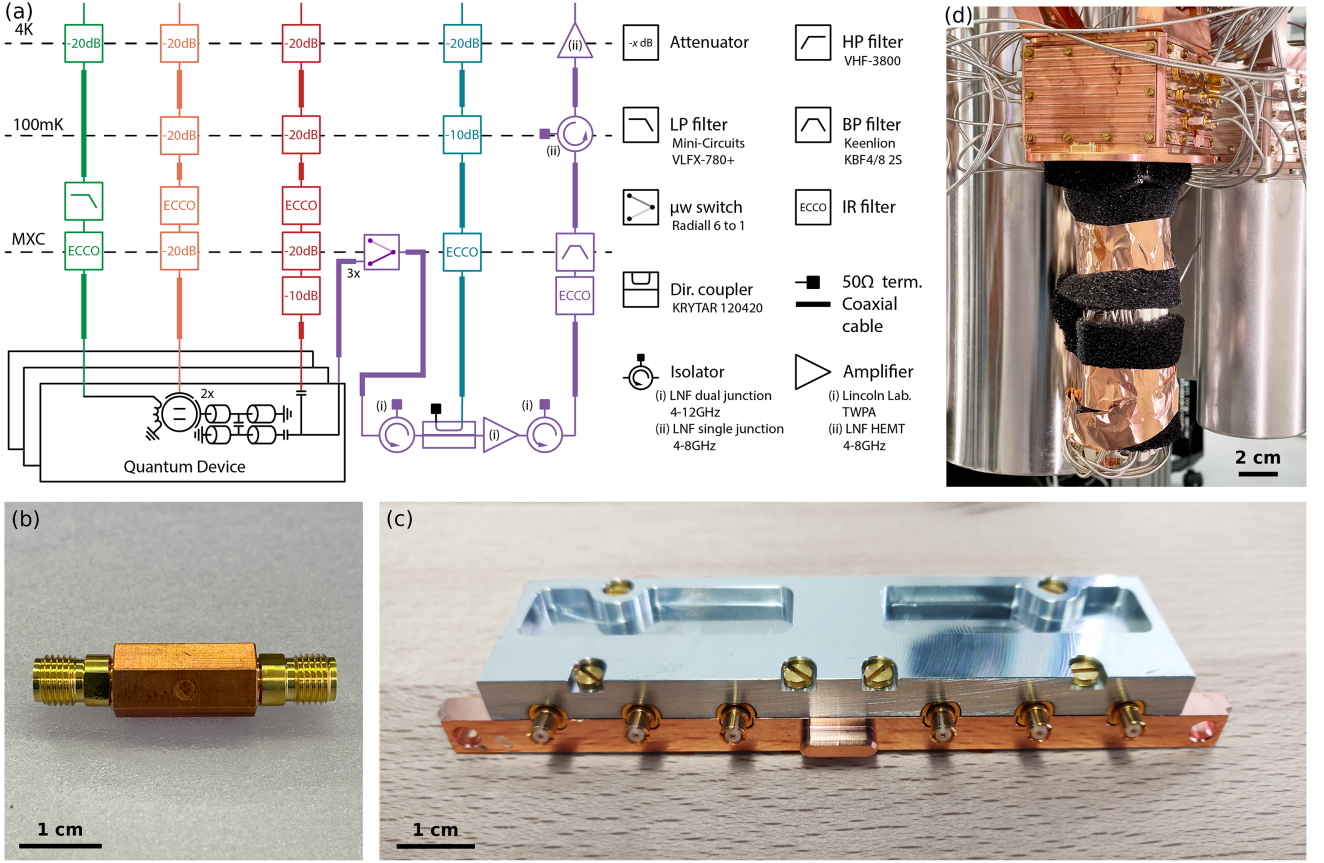 (a)
4K
-20dB
-20dB
-20dB
-20dB
(ii)
100mK
-20dB
-20dB
-10dB
(ii)
ECCO
ECCO
MXC
ECCO
-20dB
-20dB
3x
ECCO
-10dB
ECCO
2x
(i)
(i)
(i)
Quantum Device
-x dB
Attenuator
HP filter
VHF-3800
LP filter
Mini-Circuits
VLFX-780+
BP filter
Keenlion
KBF4/8 2S
μw switch
Radiall 6 to 1
ECCO
IR filter
Dir. coupler
KRYTAR 120420
50Ω term.
Coaxial
cable
Isolator
(i) LNF dual junction
4-12GHz
(ii) LNF single junction
4-8GHz
Amplifier
(i) Lincoln Lab.
TWPA
(ii) LNF HEMT
4-8GHz
(d)
2 cm
(b)
1 cm
(c)
1 cm